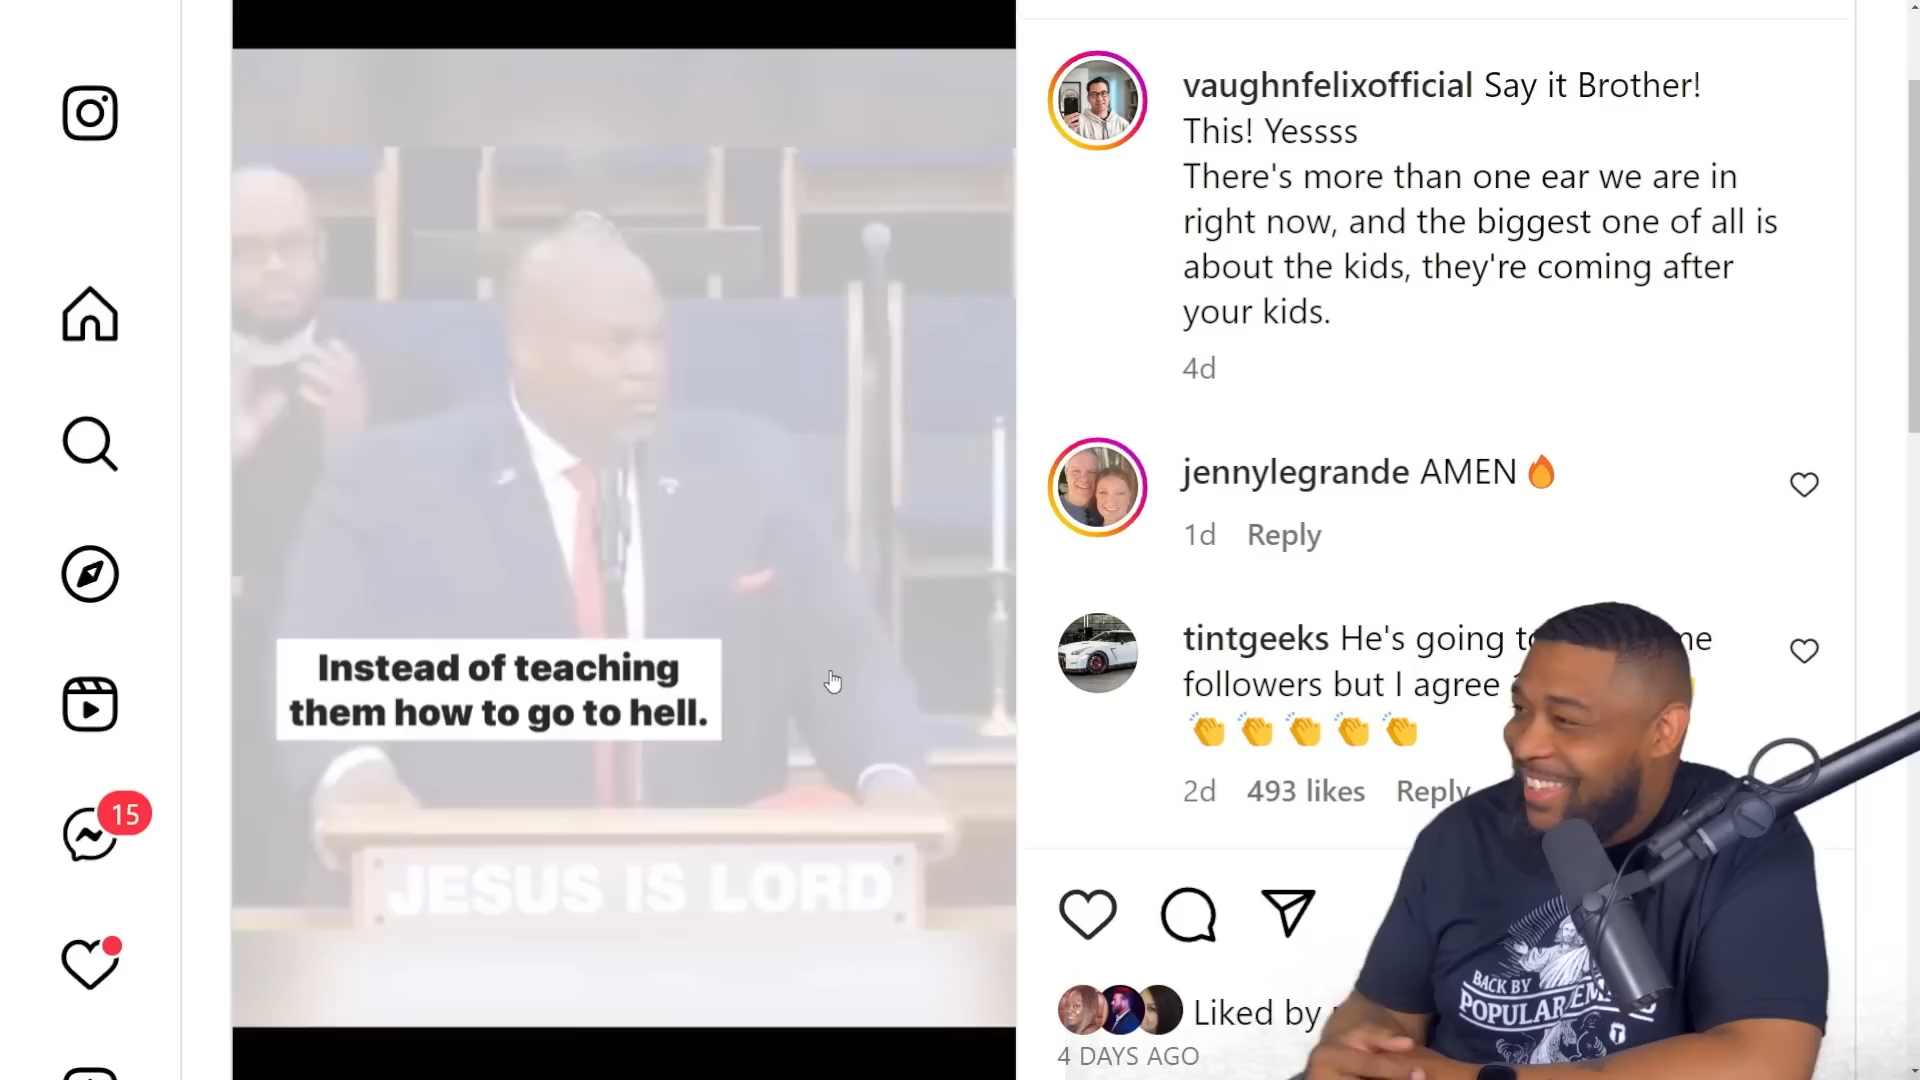 Instead of teaching
them how to go to hell.
JESUS IS LORD
vaughnfelixofficial Say it Brother!
This! Yessss
There's more than one ear we are in
right now, and the biggest one of all is
about the kids, they're coming after
your kids.
4d
jennylegrande AMEN 🔥
1d Reply
tintgeeks He's going
followers but I agree
👏 👏 👏 👏 👏
2d 493 likes Reply
15
Liked by
4 DAYS AGO
BACK BY
POPULAR